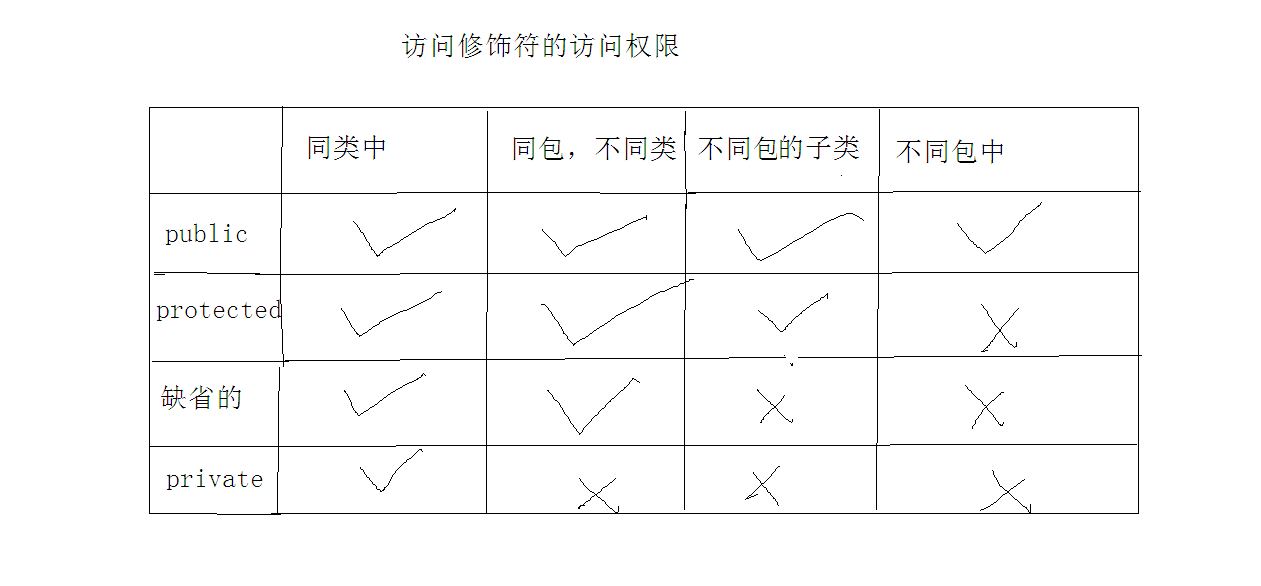 访问修饰符的访问权限
同类中 同包，不同类 不同包的子类 不同包中
public
protected
缺省的
private